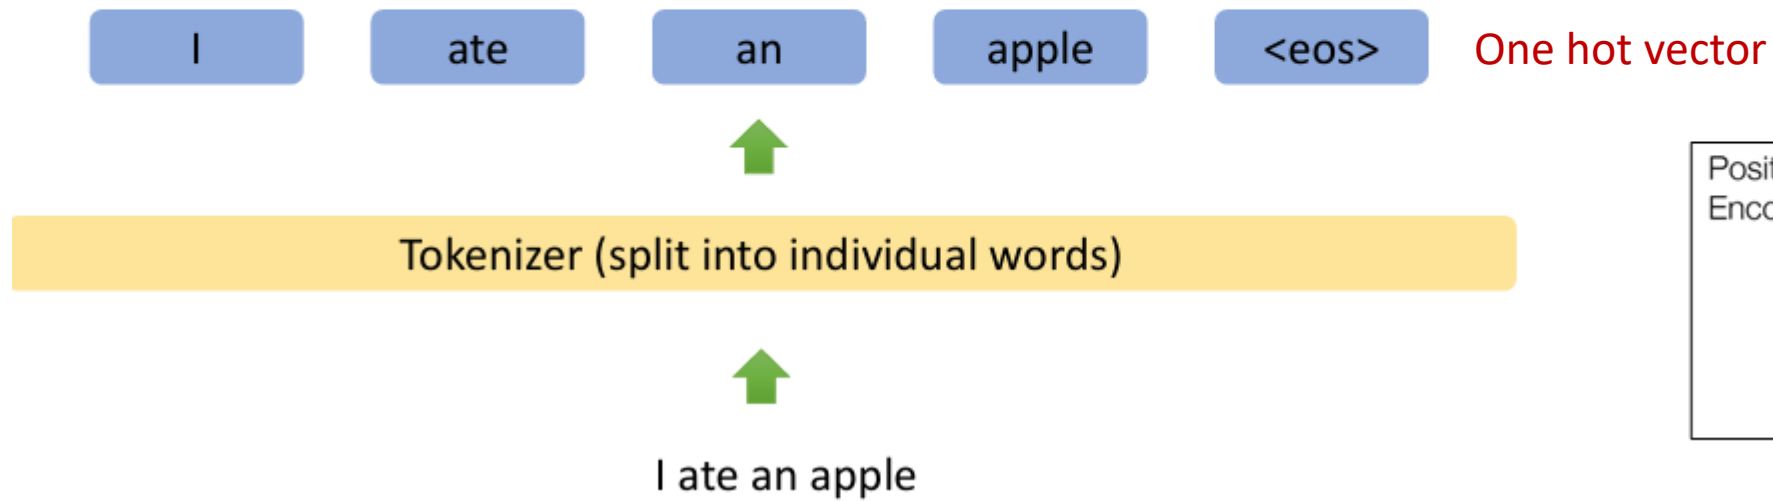 I ate an apple <eos> One hot vector
Tokenizer (split into individual words)
I ate an apple